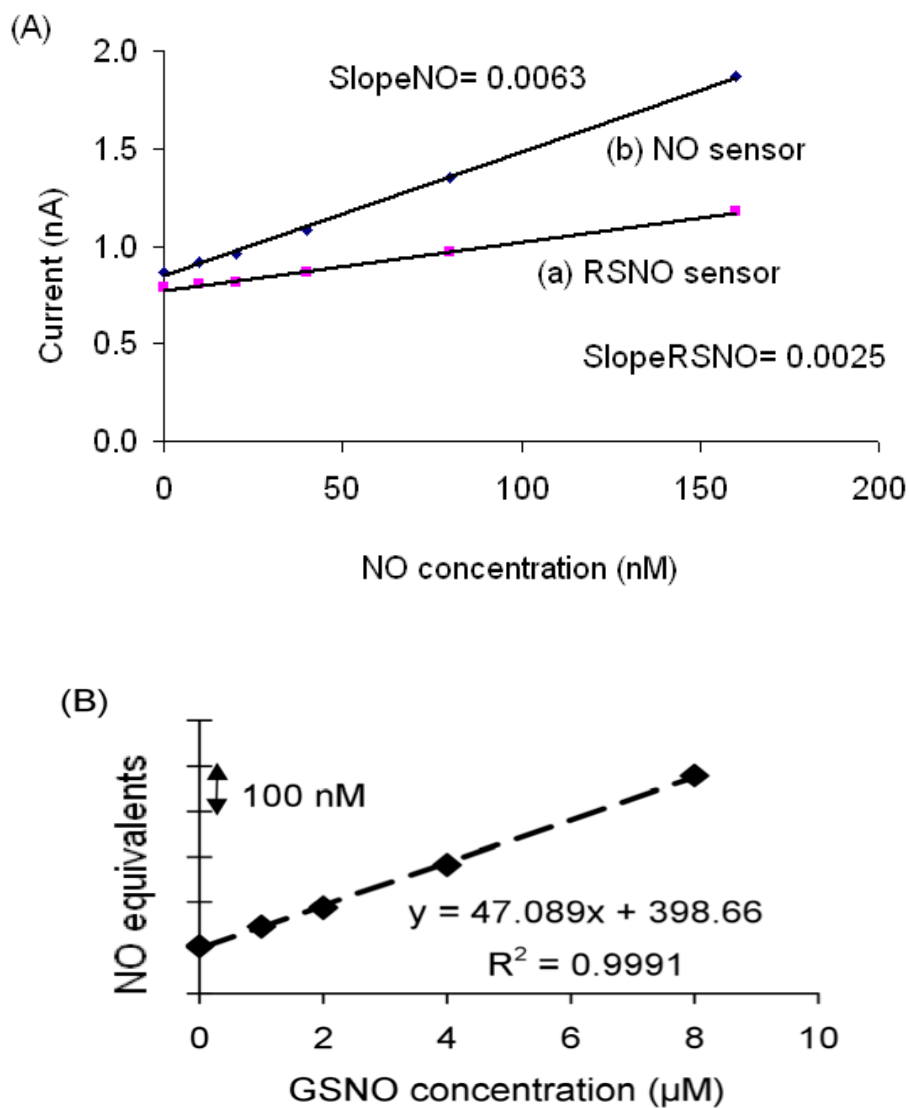 (A)
2.0
SlopeNO= 0.0063
1.5
(b) NO sensor
Current (nA)
1.0
(a) RSNO sensor
0.5
SlopeRSNO= 0.0025
0.0
0 50 100 150 200
NO concentration (nM)
(B)
NO equivalents
100 nM
y = 47.089x + 398.66
R² = 0.9991
0 2 4 6 8 10
GSNO concentration (µM)